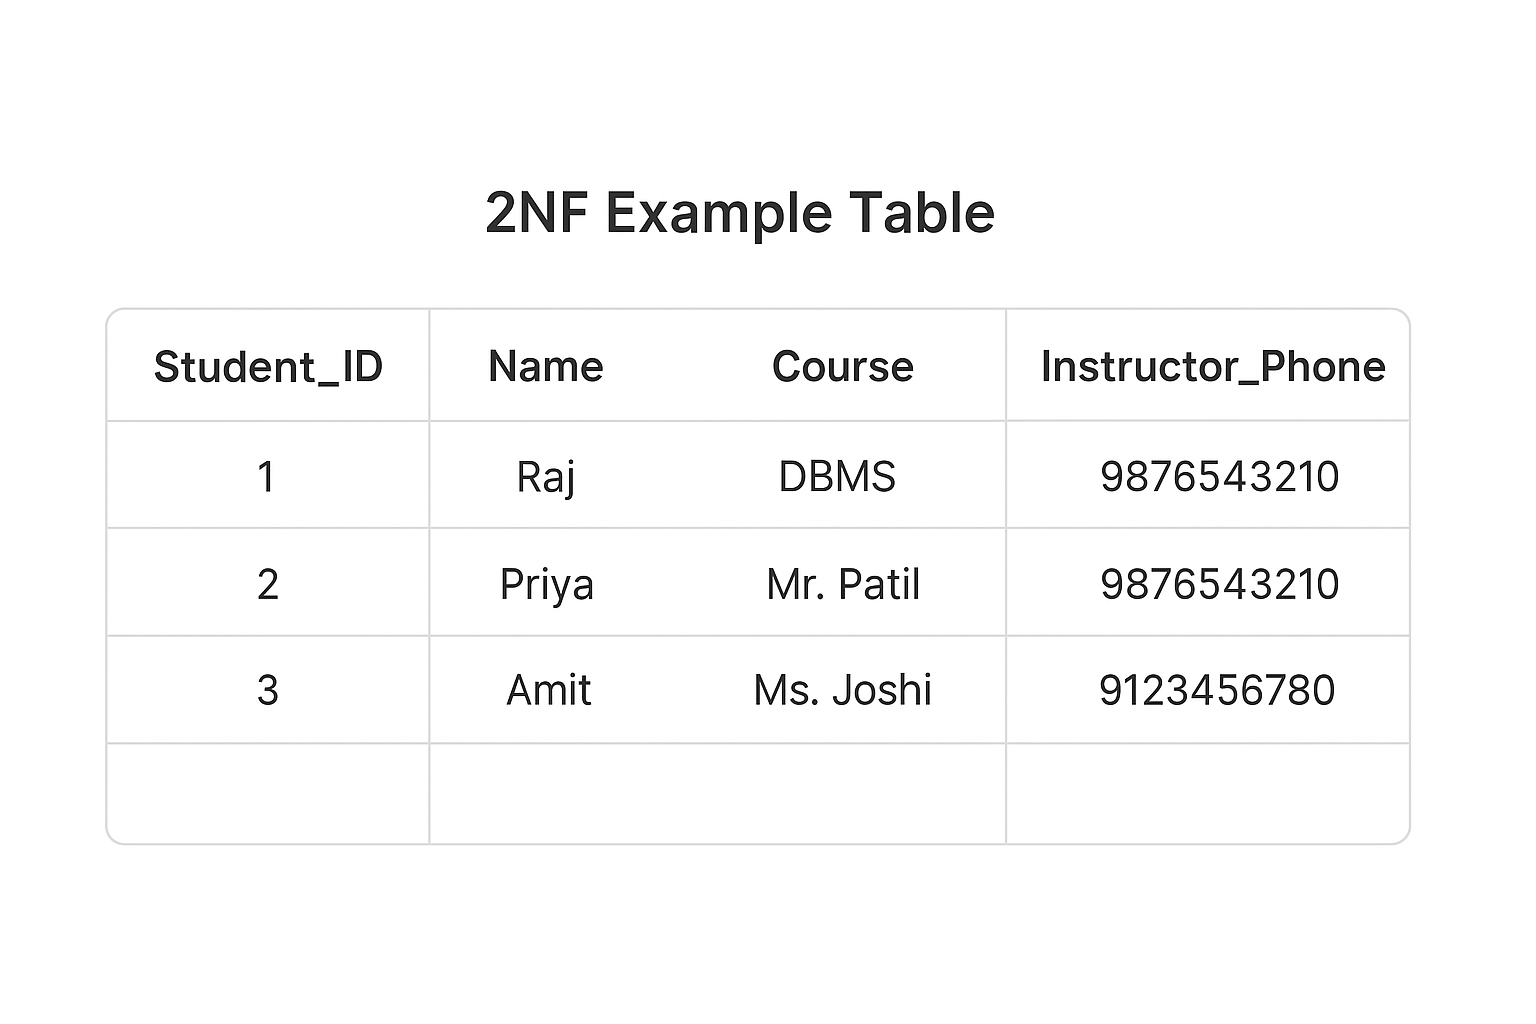 2NF Example Table
Student_ID Name Course Instructor_Phone
1 Raj DBMS 9876543210
2 Priya Mr. Patil 9876543210
3 Amit Ms. Joshi 9123456780